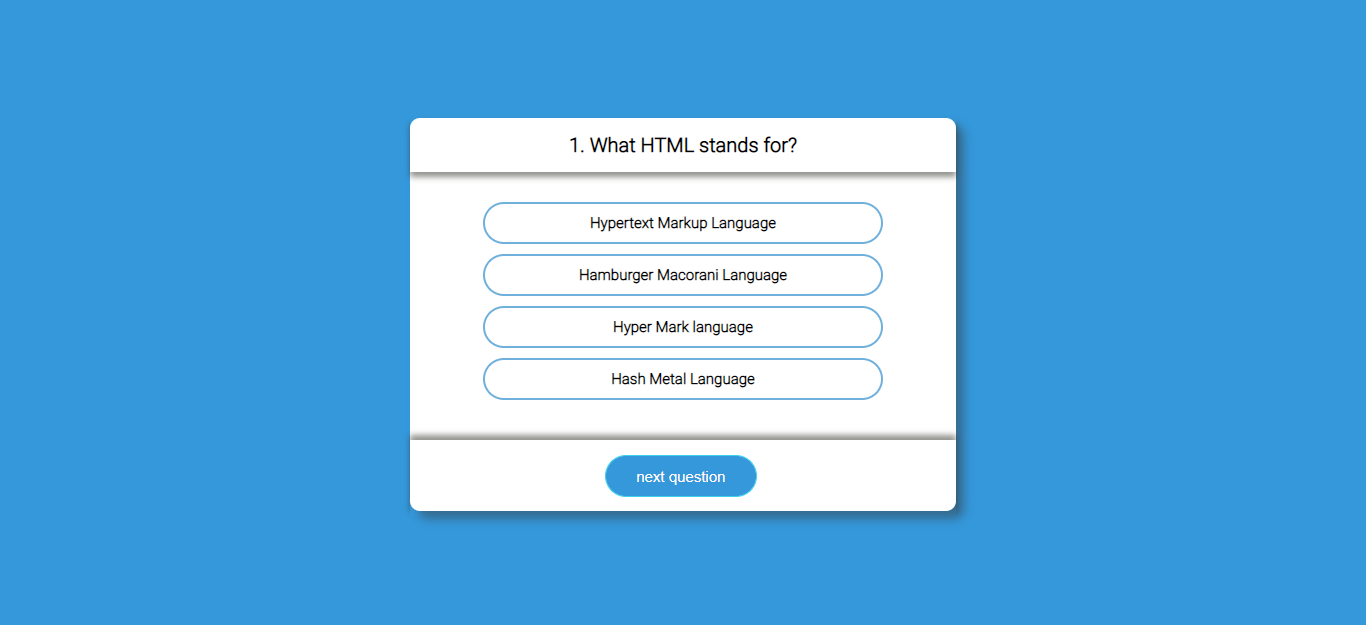 1. What HTML stands for?
Hypertext Markup Language
Hamburger Macorani Language
Hyper Mark language
Hash Metal Language
next question